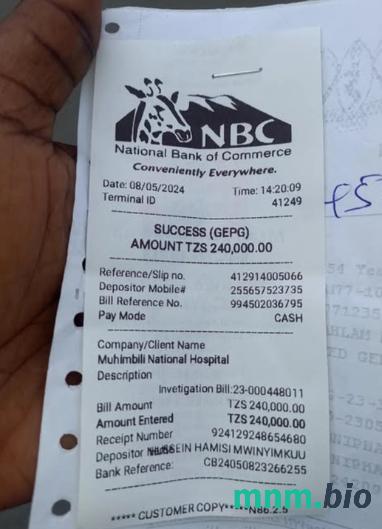 NBC
National Bank of Commerce
Conveniently Everywhere.
Date: 08/05/2024 Time: 14:20:09
Terminal ID 41249
SUCCESS (GEPG)
AMOUNT TZS 240,000.00
Reference/Slip no. 412914005066
Depositor Mobile# 255657523735
Bill Reference No. 994502036795
Pay Mode CASH
Company/Client Name
Muhimbili National Hospital
Description
Invetigation Bill:23-000448011
Bill Amount TZS 240,000.00
Amount Entered TZS 240,000.00
Receipt Number 924129248654680
Depositor HAMISI MWINYIMKUU
Bank Reference: CB24050823266255
***** CUSTOMER COPY*****N86.2.5
mnm.bio